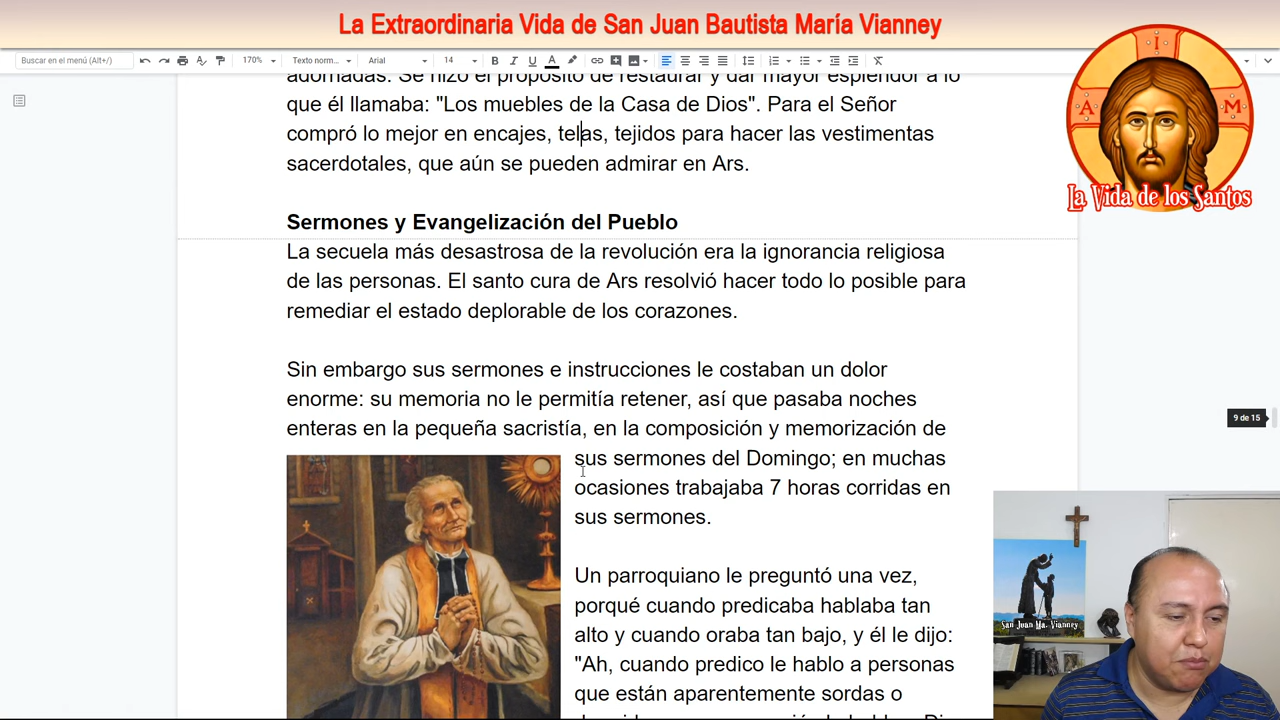 La Extraordinaria Vida de San Juan Bautista María Vianney
I
A M
La Vida de los Santos
Buscar en el menú (Alt+/)
170%
Texto norm...
Arial
14
B I U A
adornadas. Se hizo el propósito de restaurar y dar mayor esplendor a lo
que él llamaba: "Los muebles de la Casa de Dios". Para el Señor
compró lo mejor en encajes, telas, tejidos para hacer las vestimentas
sacerdotales, que aún se pueden admirar en Ars.
Sermones y Evangelización del Pueblo
La secuela más desastrosa de la revolución era la ignorancia religiosa
de las personas. El santo cura de Ars resolvió hacer todo lo posible para
remediar el estado deplorable de los corazones.
Sin embargo sus sermones e instrucciones le costaban un dolor
enorme: su memoria no le permitía retener, así que pasaba noches
enteras en la pequeña sacristía, en la composición y memorización de
sus sermones del Domingo; en muchas
ocasiones trabajaba 7 horas corridas en
sus sermones.
Un parroquiano le preguntó una vez,
porqué cuando predicaba hablaba tan
alto y cuando oraba tan bajo, y él le dijo:
"Ah, cuando predico le hablo a personas
que están aparentemente sordas o
9 de 15
San Juan Ma. Vianney